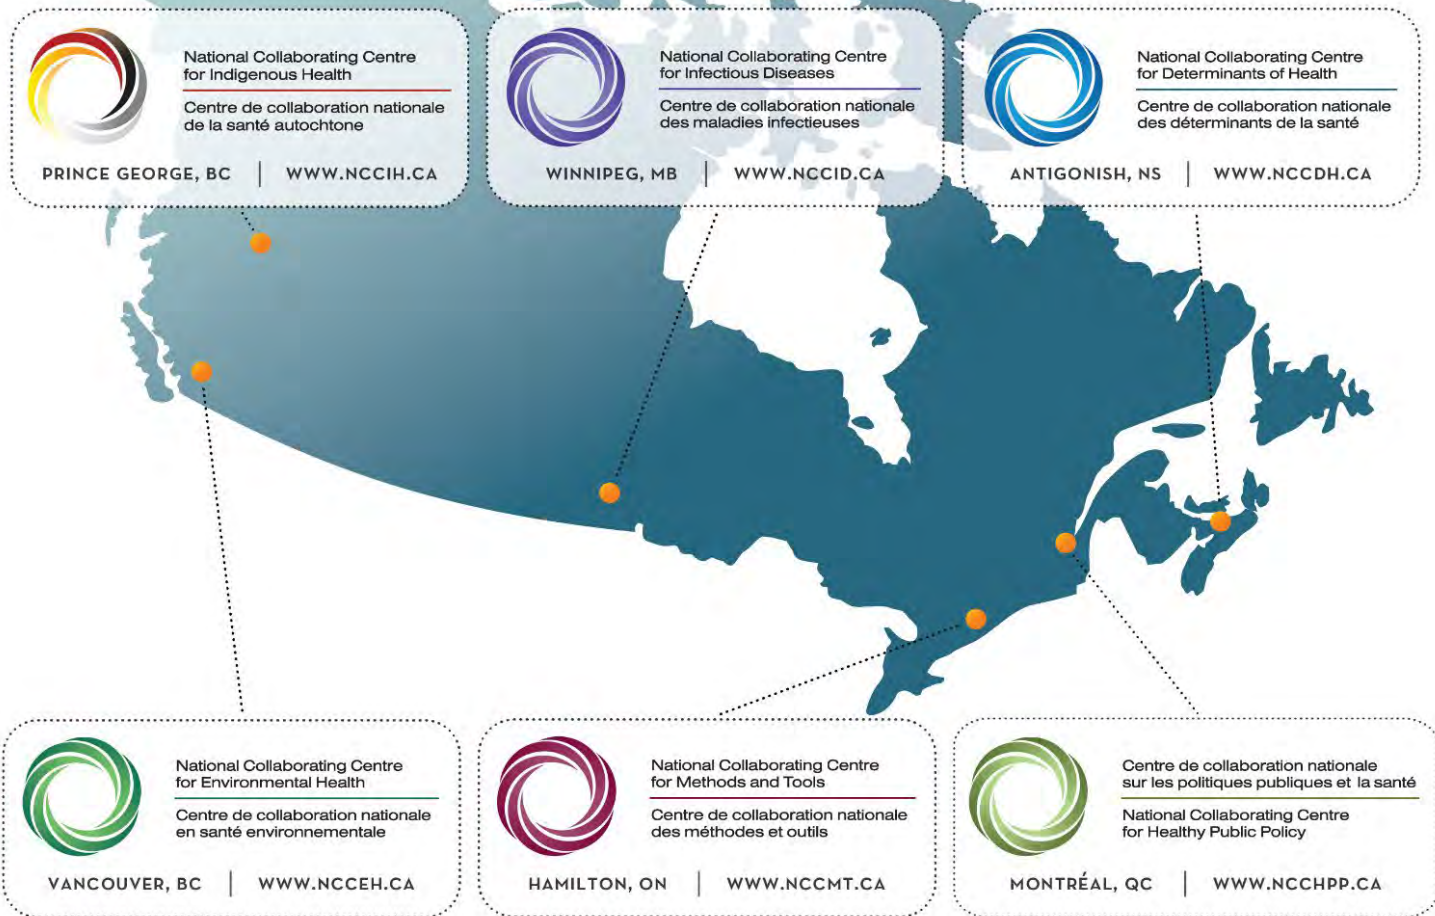 National Collaborating Centre
for Indigenous Health
Centre de collaboration nationale
de la santé autochtone
PRINCE GEORGE, BC | WWW.NCCIH.CA
National Collaborating Centre
for Infectious Diseases
Centre de collaboration nationale
des maladies infectieuses
WINNIPEG, MB | WWW.NCCID.CA
National Collaborating Centre
for Determinants of Health
Centre de collaboration nationale
des déterminants de la santé
ANTIGONISH, NS | WWW.NCCDH.CA
National Collaborating Centre
for Environmental Health
Centre de collaboration nationale
en santé environnementale
VANCOUVER, BC | WWW.NCCEH.CA
National Collaborating Centre
for Methods and Tools
Centre de collaboration nationale
des méthodes et outils
HAMILTON, ON | WWW.NCCMT.CA
Centre de collaboration nationale
sur les politiques publiques et la santé
National Collaborating Centre
for Healthy Public Policy
MONTRÉAL, QC | WWW.NCCHPP.CA